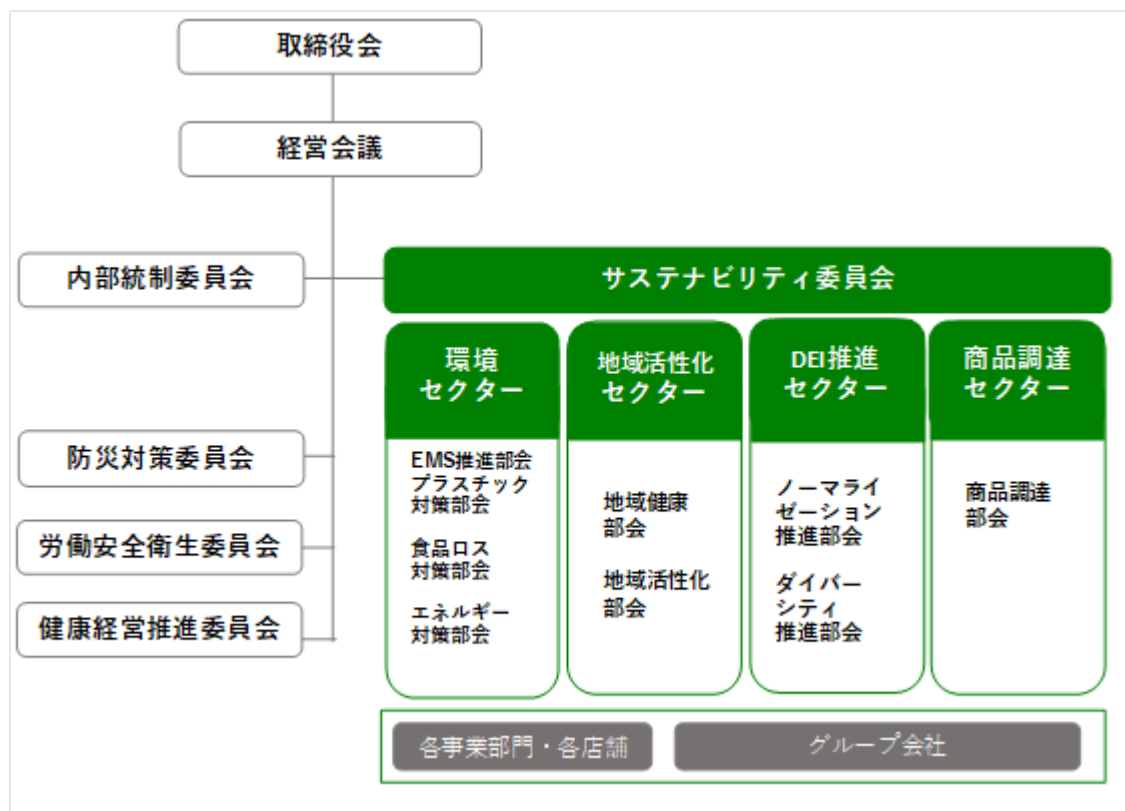 取締役会
経営会議
内部統制委員会
サステナビリティ委員会
環境
セクター
地域活性化
セクター
DEI推進
セクター
商品調達
セクター
防災対策委員会
労働安全衛生委員会
健康経営推進委員会
EMS推進部会
プラスチック
対策部会
食品ロス
対策部会
エネルギー
対策部会
地域健康
部会
地域活性化
部会
ノーマライ
ゼーション
推進部会
ダイバー
シティ
推進部会
商品調達
部会
各事業部門・各店舗
グループ会社